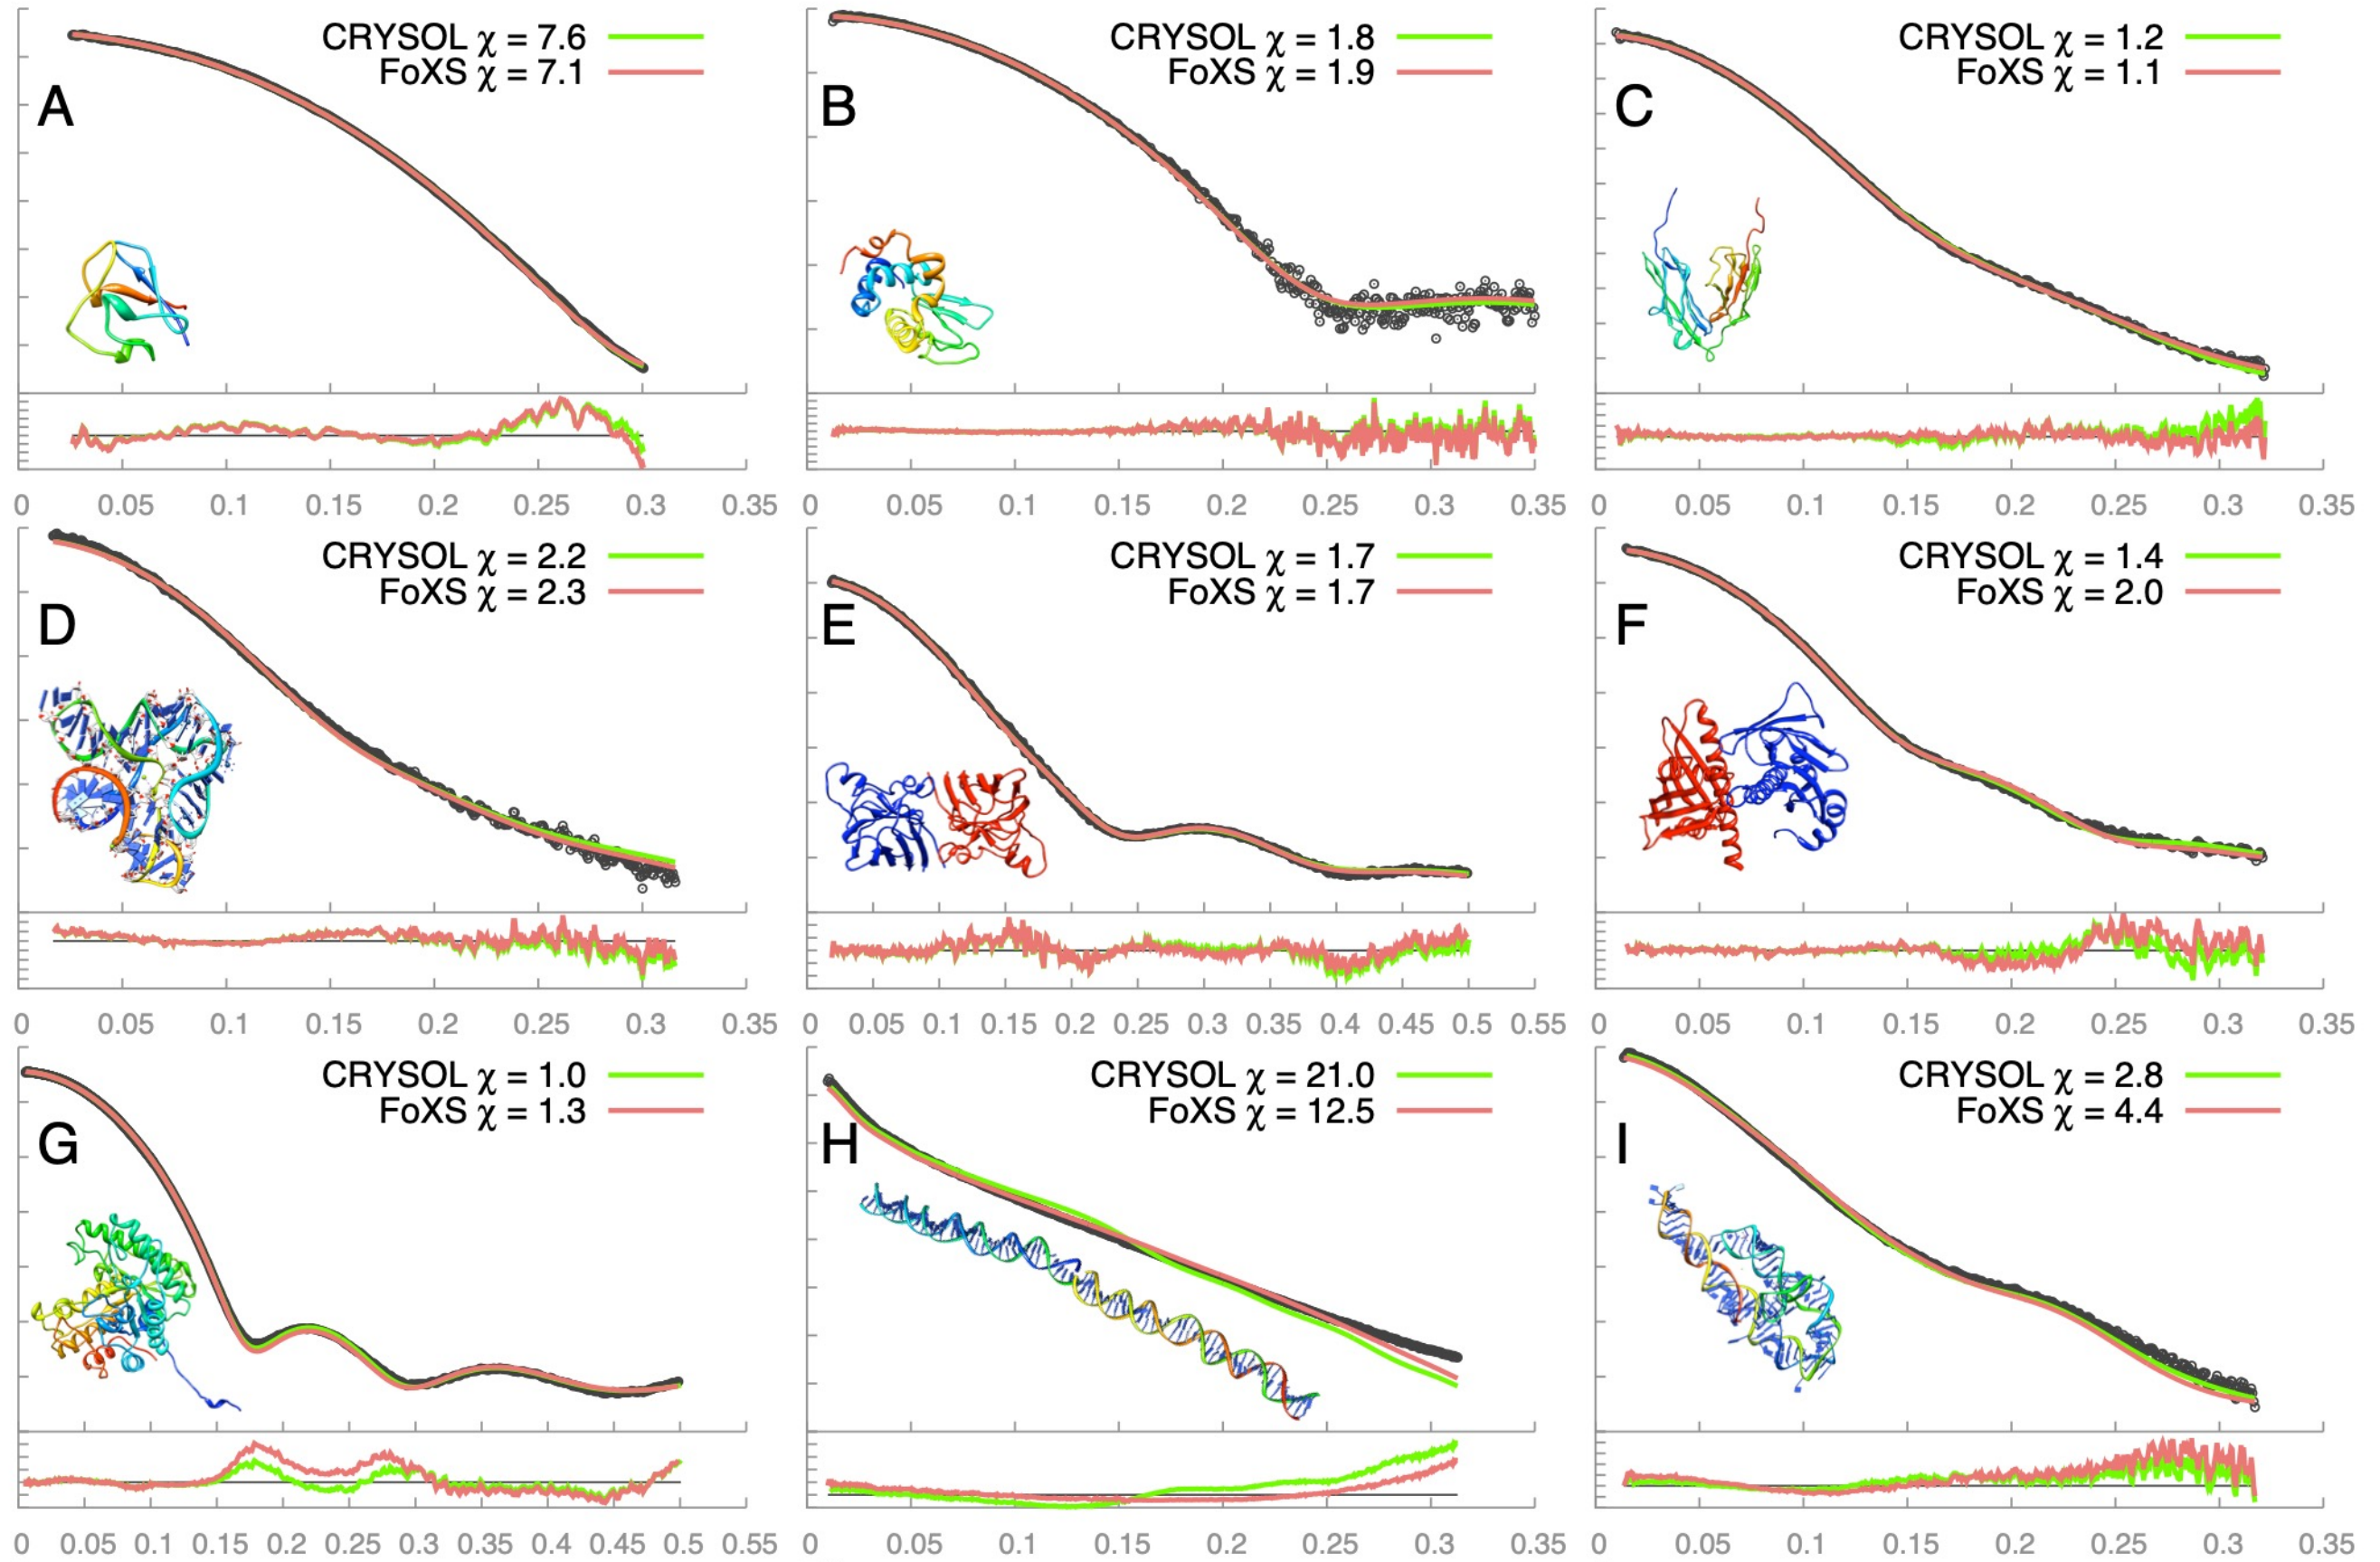 A
CRYSOL χ = 7.6
FoXS χ = 7.1
0 0.05 0.1 0.15 0.2 0.25 0.3 0.35
B
CRYSOL χ = 1.8
FoXS χ = 1.9
0 0.05 0.1 0.15 0.2 0.25 0.3 0.35
C
CRYSOL χ = 1.2
FoXS χ = 1.1
0 0.05 0.1 0.15 0.2 0.25 0.3 0.35
D
CRYSOL χ = 2.2
FoXS χ = 2.3
0 0.05 0.1 0.15 0.2 0.25 0.3 0.35
E
CRYSOL χ = 1.7
FoXS χ = 1.7
0 0.05 0.1 0.15 0.2 0.25 0.3 0.35 0.4 0.45 0.5 0.55
F
CRYSOL χ = 1.4
FoXS χ = 2.0
0 0.05 0.1 0.15 0.2 0.25 0.3 0.35
G
CRYSOL χ = 1.0
FoXS χ = 1.3
0 0.05 0.1 0.15 0.2 0.25 0.3 0.35 0.4 0.45 0.5 0.55
H
CRYSOL χ = 21.0
FoXS χ = 12.5
0 0.05 0.1 0.15 0.2 0.25 0.3 0.35
I
CRYSOL χ = 2.8
FoXS χ = 4.4
0 0.05 0.1 0.15 0.2 0.25 0.3 0.35